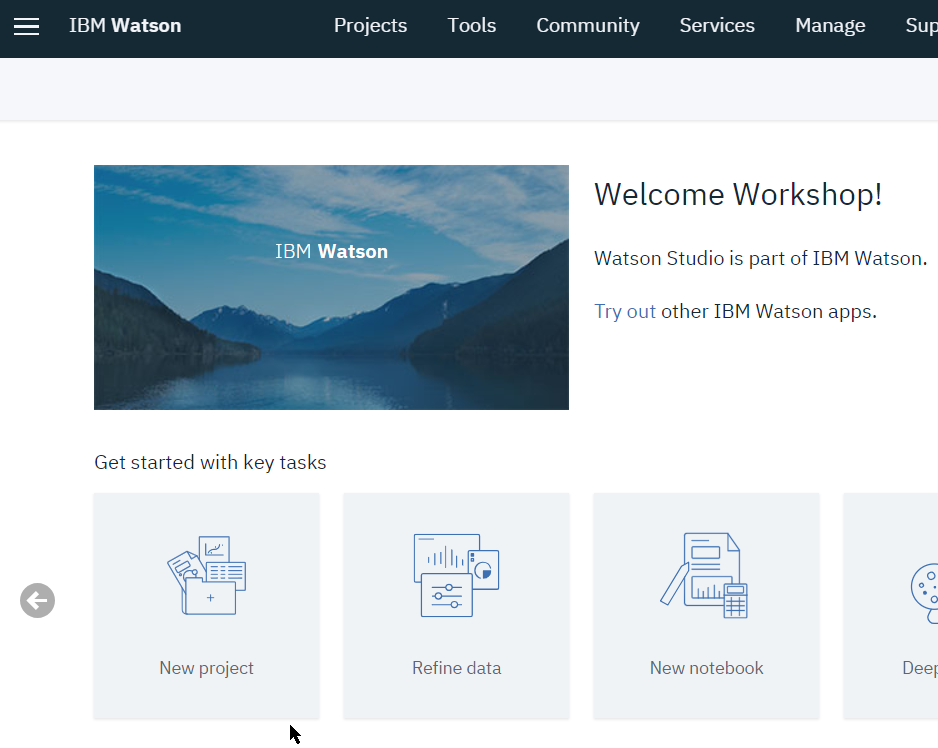 IBM Watson
Projects
Tools
Community
Services
Manage
Sup
IBM Watson
Welcome Workshop!
Watson Studio is part of IBM Watson.
Try out other IBM Watson apps.
Get started with key tasks
New project
Refine data
New notebook
Deep